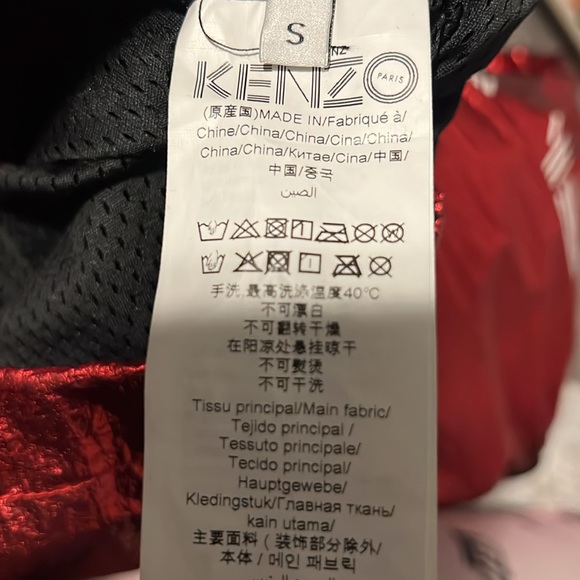 S
NZ
KENZO PARIS
(原産国)MADE IN/Fabriqué à/
Chine/China/China/Cina/China/
China/China/Китае/Cina/中国/
中国/중국
الصين
手洗,最高洗涤温度40°C
不可漂白
不可翻转干燥
在阳凉处悬挂晾干
不可熨烫
不可干洗
Tissu principal/Main fabric/
Tejido principal /
Tessuto principale/
Tecido principal/
Hauptgewebe/
Kledingstuk/Главная ткань/
kain utama/
主要面料 ( 装饰部分除外/
本体 / 메인 패브릭